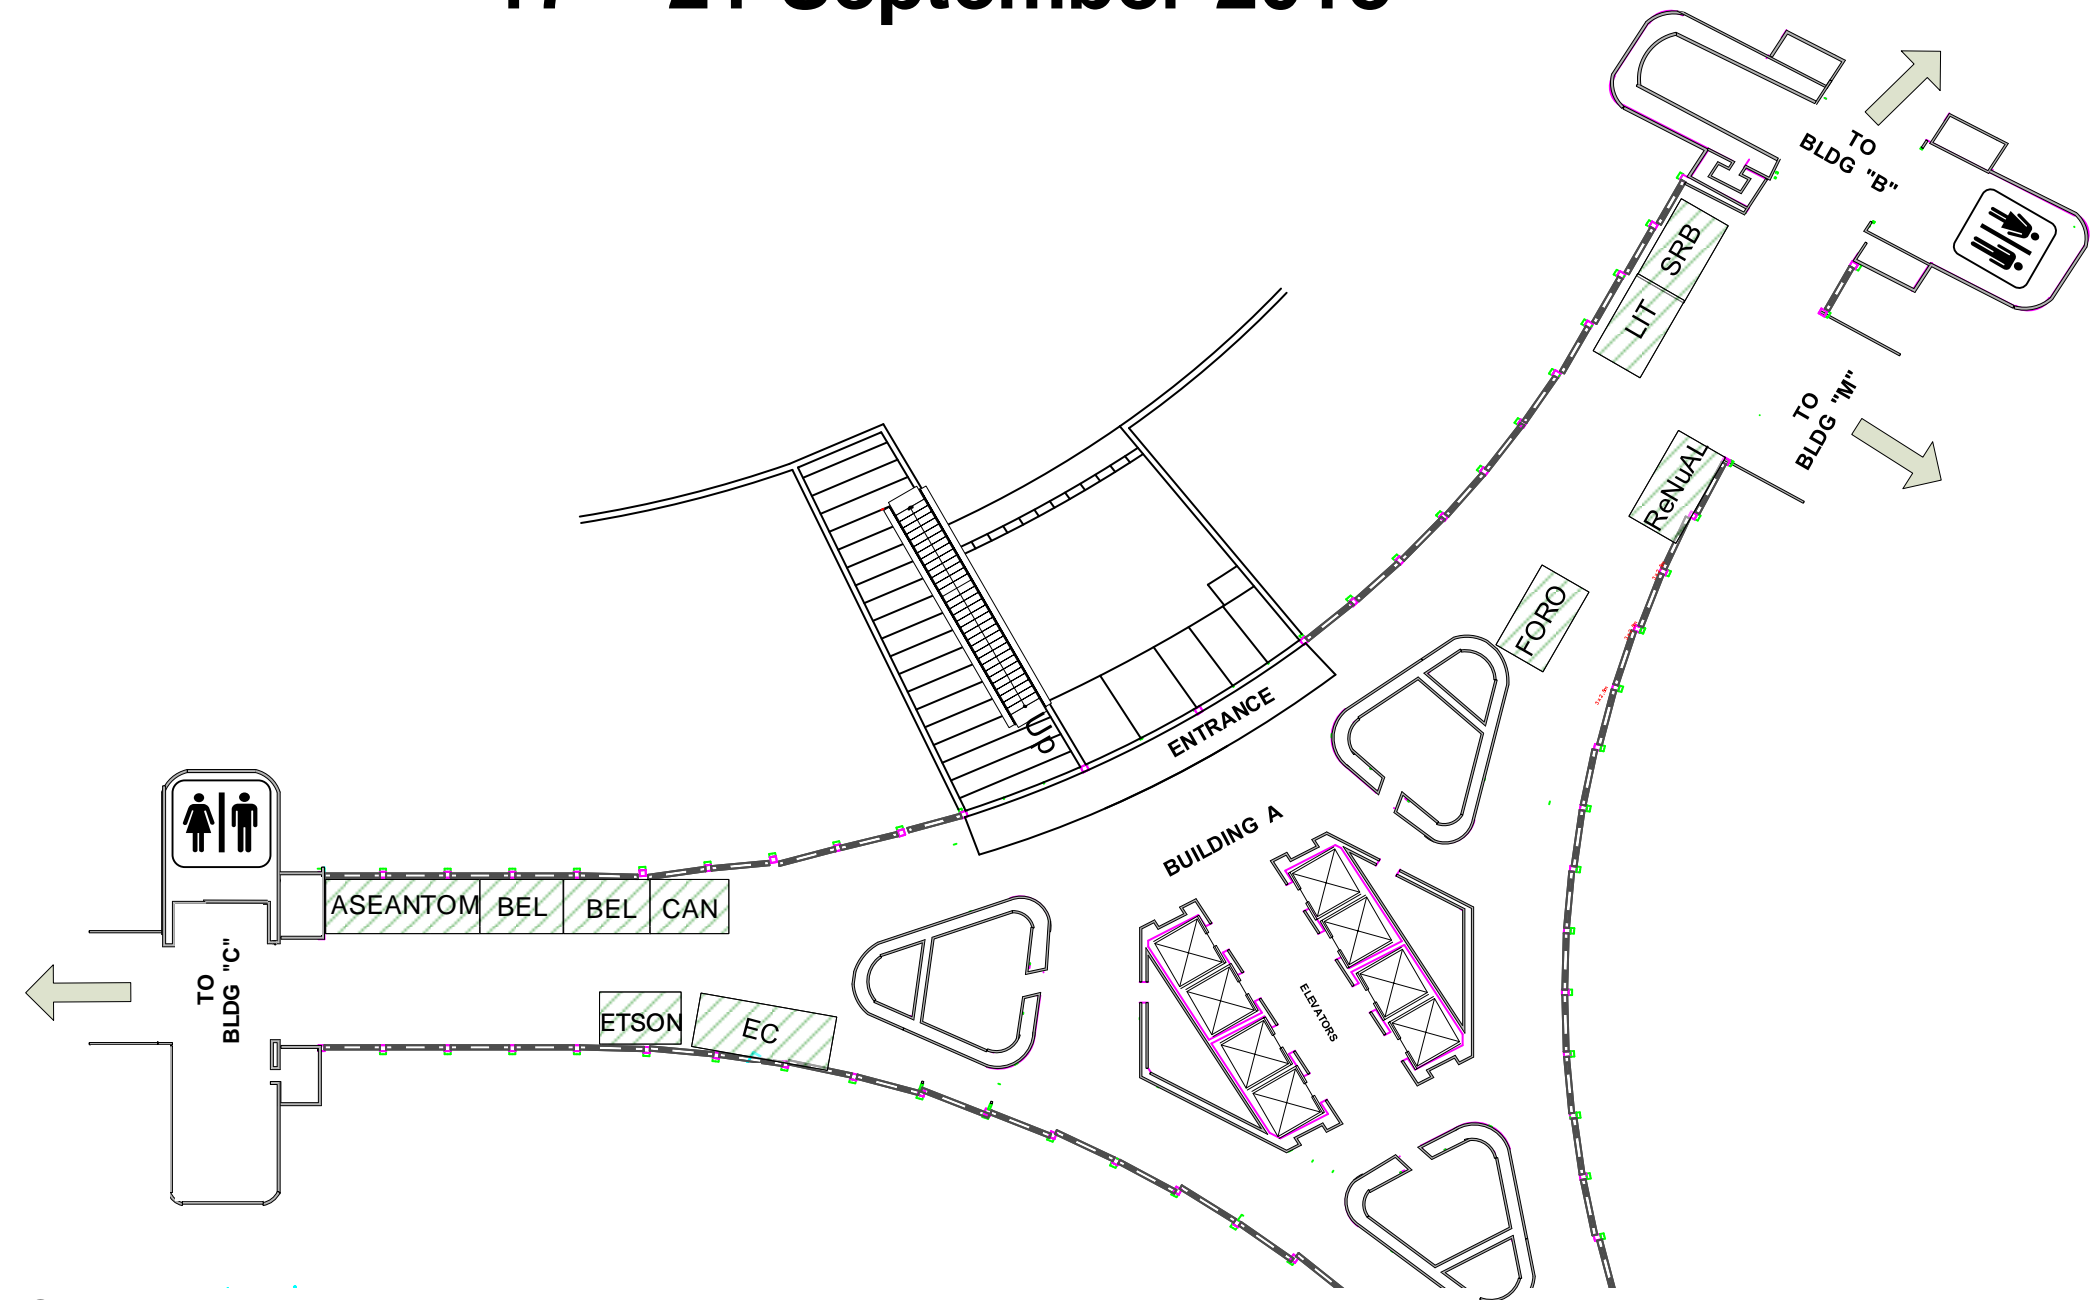 TO
BLDG "B"
SRB
LIT
TO
BLDG "M"
ReNuAL
FORO
Up
ENTRANCE
BUILDING A
ELEVATORS
ASEANTOM BEL BEL CAN
TO
BLDG "C"
ETSON
EC